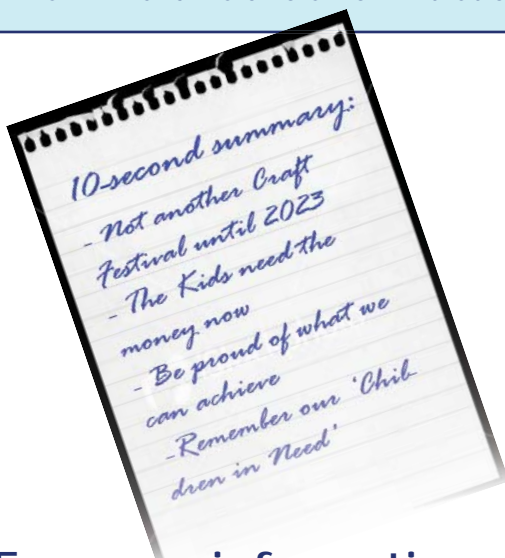 10-second summary:
- Not another Craft
Festival until 2023
- The Kids need the
money now
- Be proud of what we
can achieve
-Remember our 'Chil-
dren in Need'